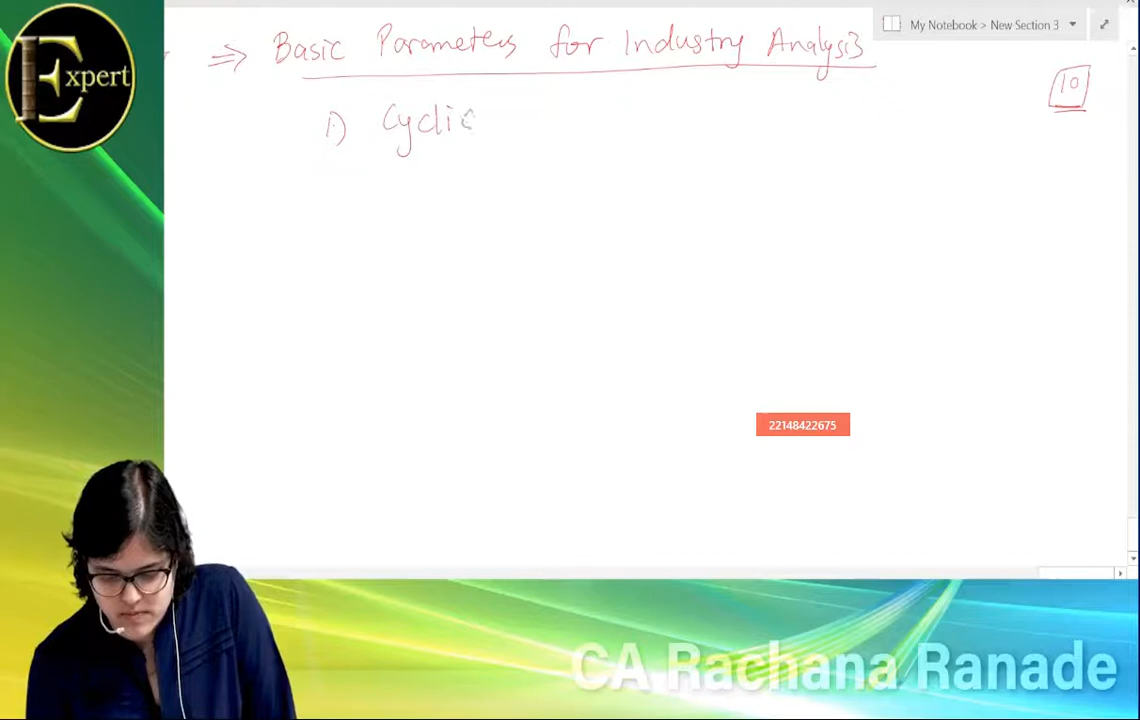 Expert
My Notebook > New Section 3
⇒ Basic Parameters for Industry Analysis
10
1) Cyclic
22148422675
CA Rachana Ranade